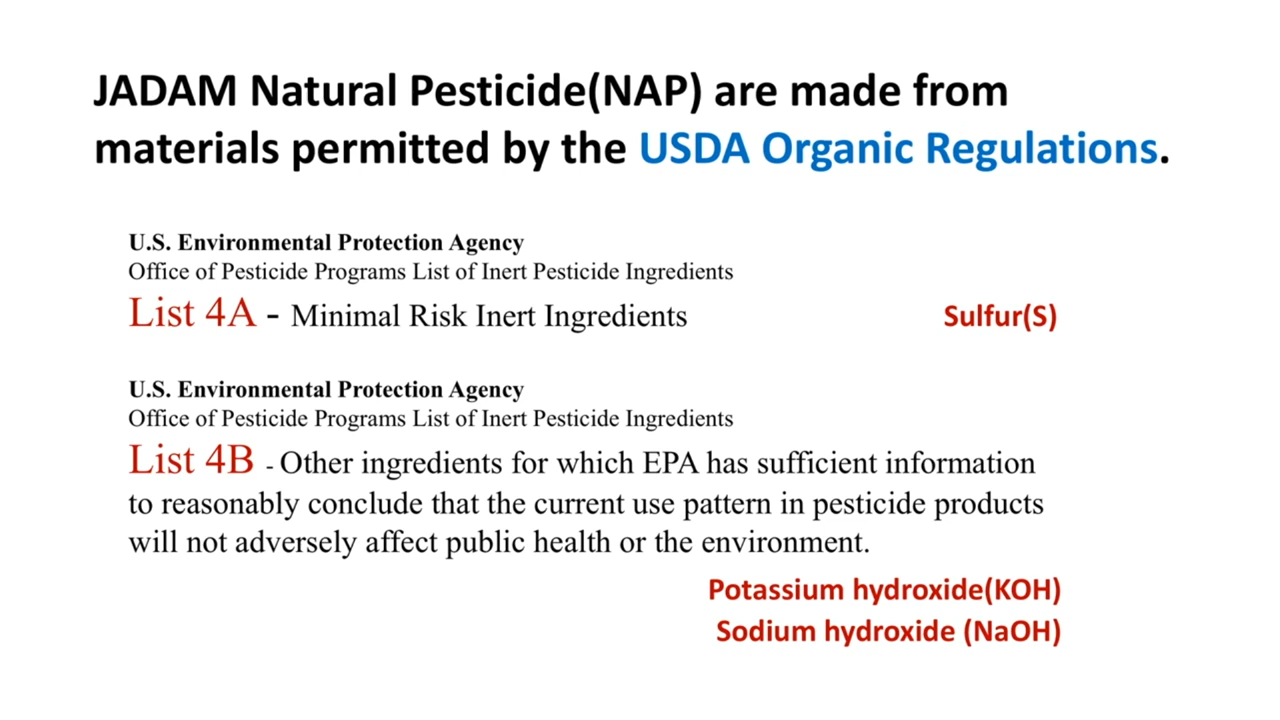 JADAM Natural Pesticide(NAP) are made from
materials permitted by the USDA Organic Regulations.
U.S. Environmental Protection Agency
Office of Pesticide Programs List of Inert Pesticide Ingredients
List 4A - Minimal Risk Inert Ingredients Sulfur(S)
U.S. Environmental Protection Agency
Office of Pesticide Programs List of Inert Pesticide Ingredients
List 4B - Other ingredients for which EPA has sufficient information
to reasonably conclude that the current use pattern in pesticide products
will not adversely affect public health or the environment.
Potassium hydroxide(KOH)
Sodium hydroxide (NaOH)